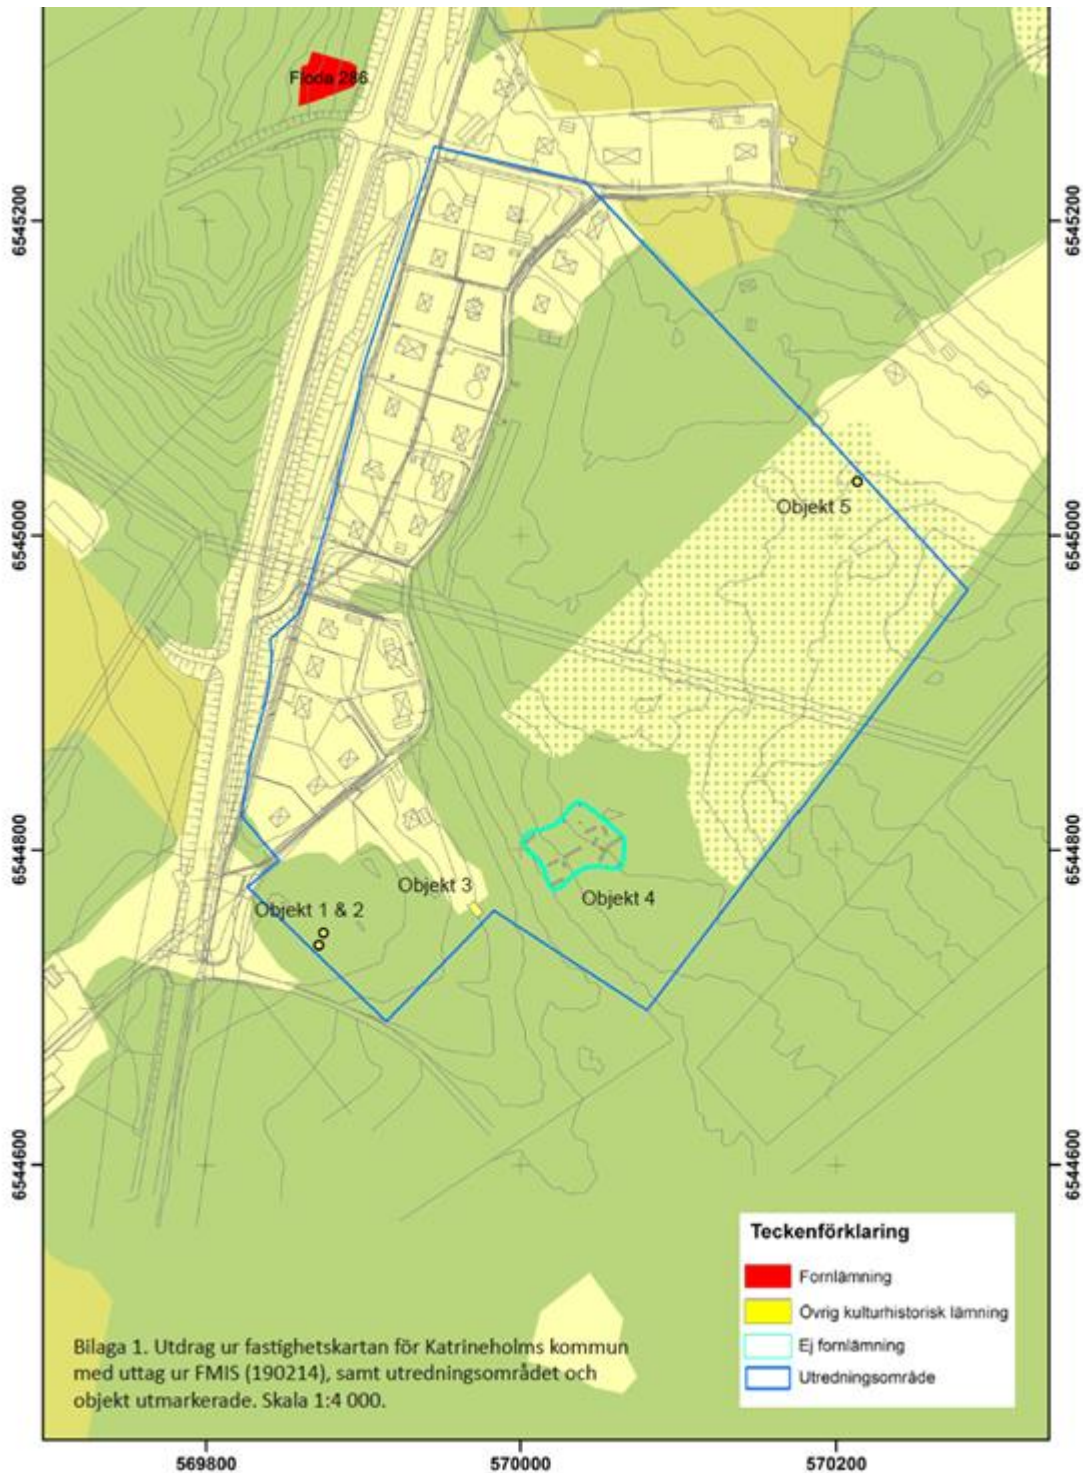 Floda 286
6545200
6545200
Objekt 5
6545000
6545000
6544800
6544800
Objekt 3
Objekt 4
Objekt 1 & 2
6544600
6544600
Teckenförklaring
Fornlämning
Övrig kulturhistorisk lämning
Ej fornlämning
Utredningsområde
Bilaga 1. Utdrag ur fastighetskartan för Katrineholms kommun
med uttag ur FMIS (190214), samt utredningsområdet och
objekt utmarkerade. Skala 1:4 000.
569800
570000
570200